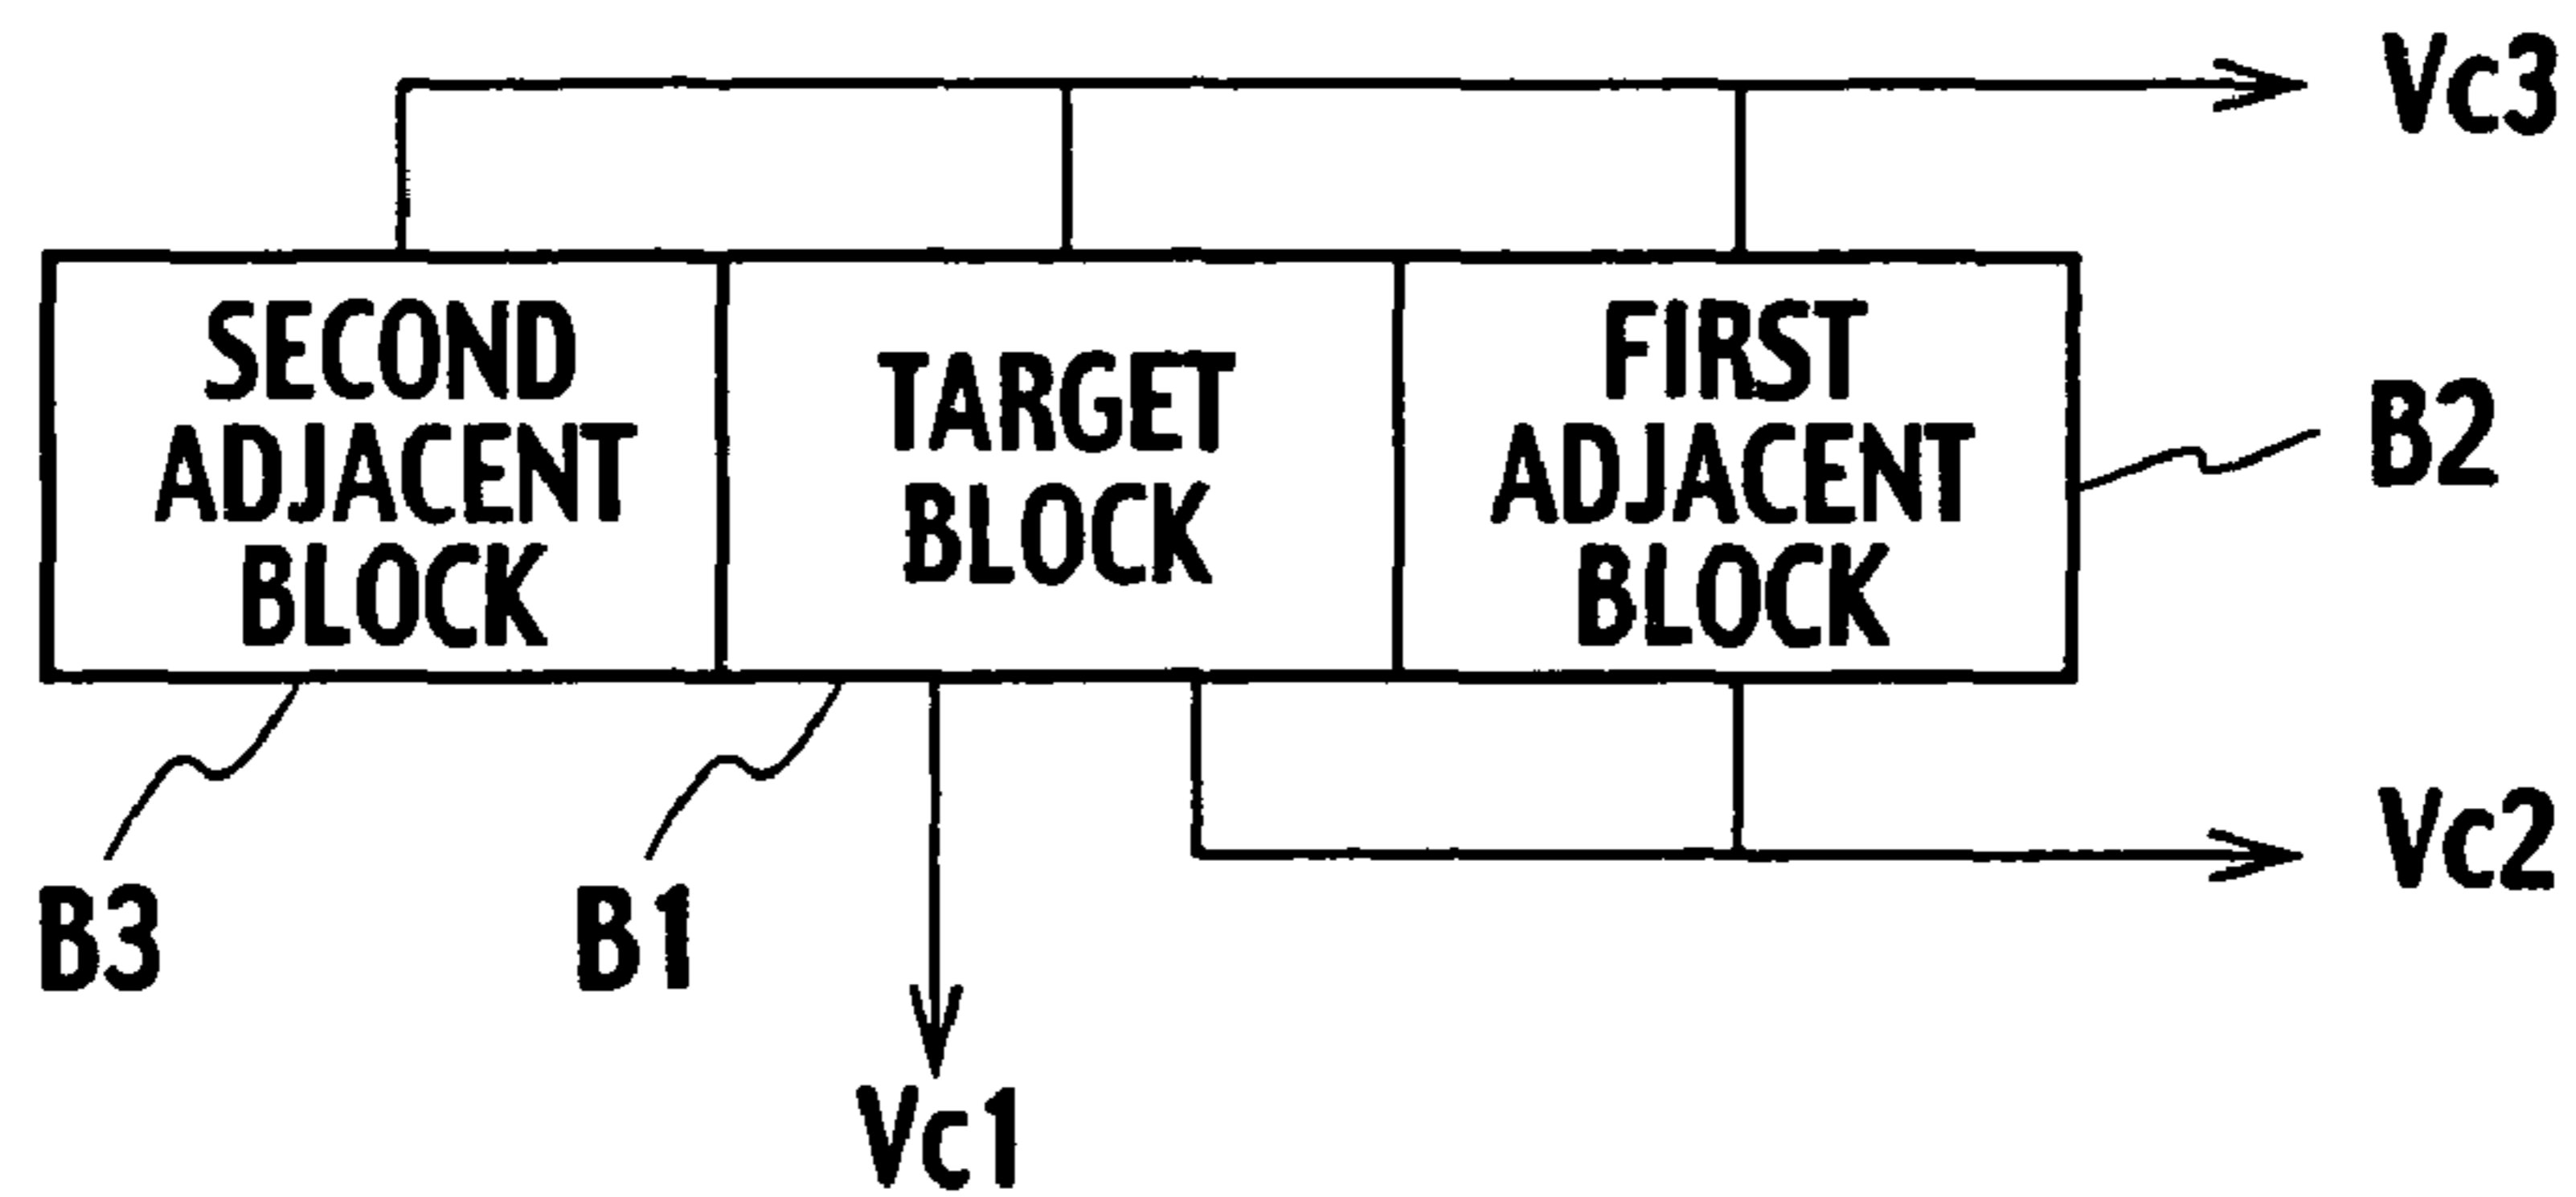 Vc3
SECOND
ADJACENT
BLOCK
TARGET
BLOCK
FIRST
ADJACENT
BLOCK
B2
Vc2
B3
B1
Vc1